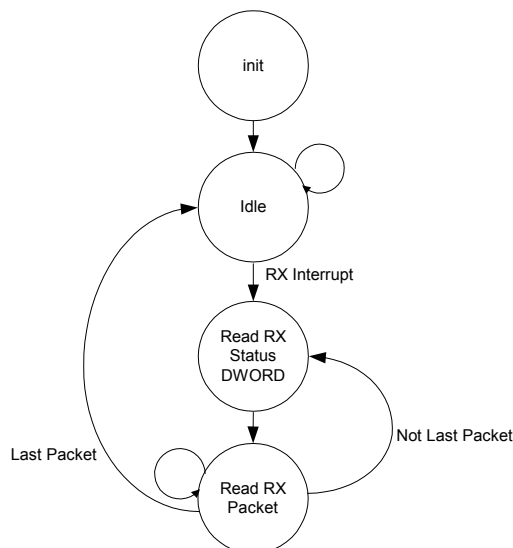 init
Idle
RX Interrupt
Read RX
Status
DWORD
Not Last Packet
Last Packet
Read RX
Packet